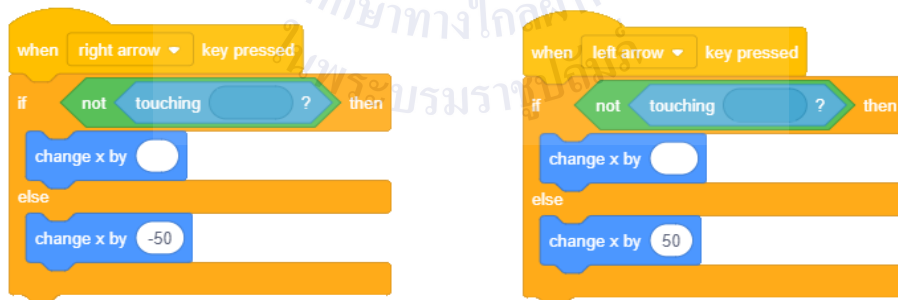 when right arrow key pressed
if not touching ? then
change x by
else
change x by -50
when left arrow key pressed
if not touching ? then
change x by
else
change x by 50